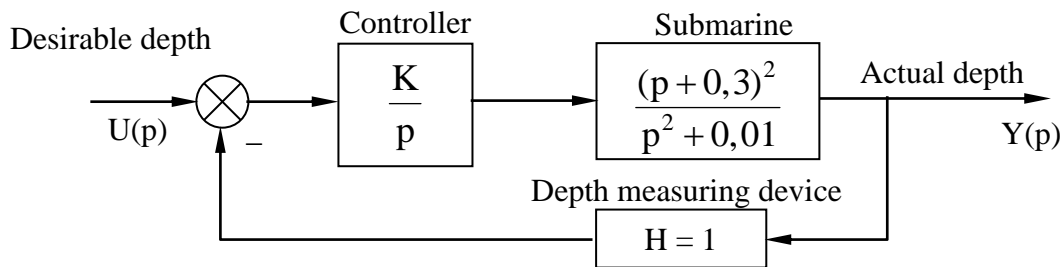 Controller
Submarine
Desirable depth
K
p
(p + 0,3)²
p² + 0,01
Actual depth
U(p)
–
Y(p)
Depth measuring device
H = 1